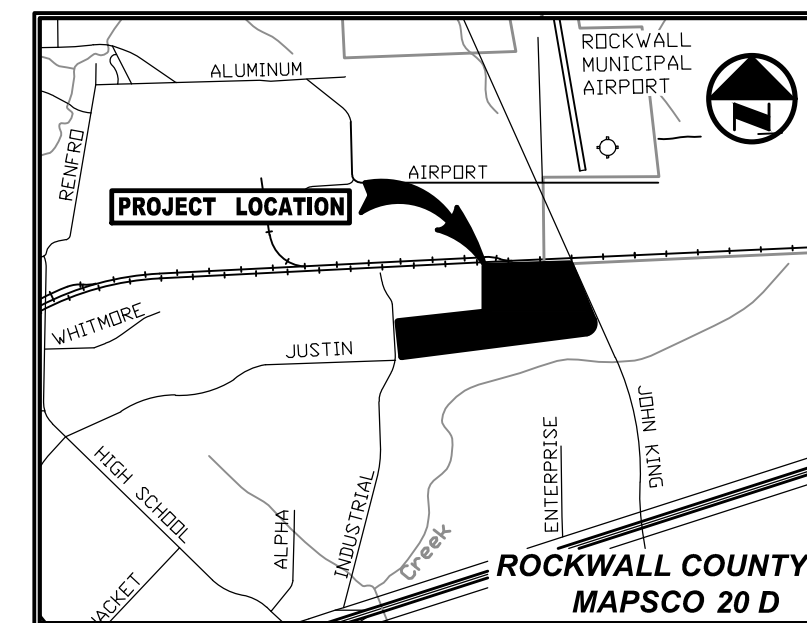 ROCKWALL
MUNICIPAL
AIRPORT
N
ALUMINUM
RENFRO
AIRPORT
PROJECT LOCATION
WHITMORE
JUSTIN
JOHN KING
HIGH SCHOOL
ENTERPRISE
INDUSTRIAL
ALPHA
Creek
ACKET
ROCKWALL COUNTY
MAPSCO 20 D